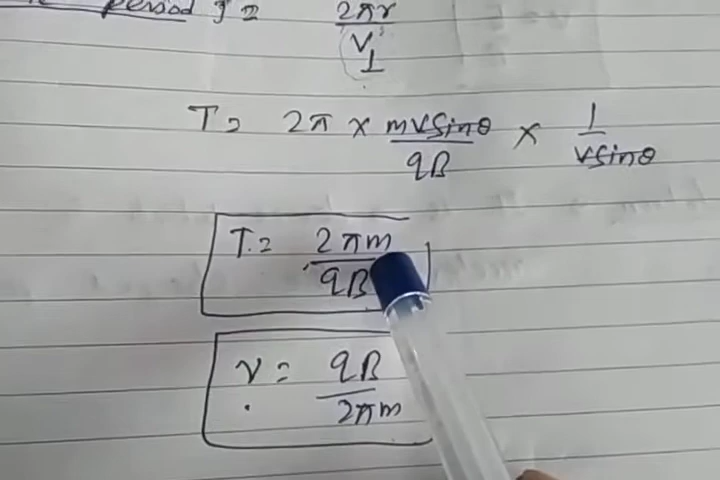 period T = 2πr / V⊥
T = 2π × mvsinθ / qB × 1 / vsinθ
T = 2πm / qB
ν = qB / 2πm